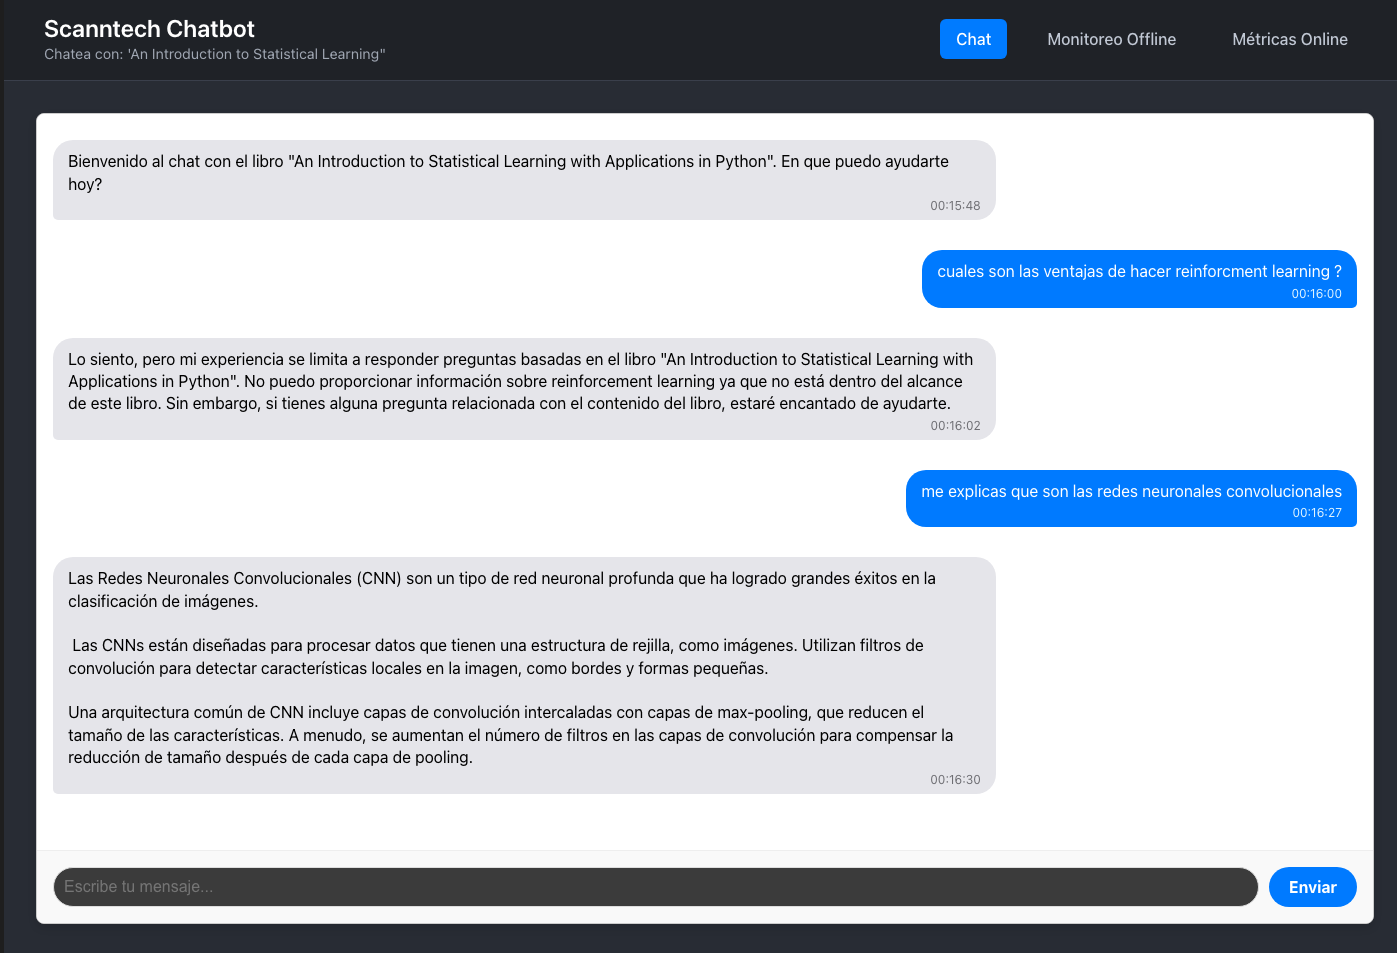 Scanntech Chatbot
Chatea con: 'An Introduction to Statistical Learning"
Chat
Monitoreo Offline
Métricas Online
Bienvenido al chat con el libro "An Introduction to Statistical Learning with Applications in Python". En que puedo ayudarte
hoy?
00:15:48
cuales son las ventajas de hacer reinforcment learning ?
00:16:00
Lo siento, pero mi experiencia se limita a responder preguntas basadas en el libro "An Introduction to Statistical Learning with
Applications in Python". No puedo proporcionar información sobre reinforcement learning ya que no está dentro del alcance
de este libro. Sin embargo, si tienes alguna pregunta relacionada con el contenido del libro, estaré encantado de ayudarte.
00:16:02
me explicas que son las redes neuronales convolucionales
00:16:27
Las Redes Neuronales Convolucionales (CNN) son un tipo de red neuronal profunda que ha logrado grandes éxitos en la
clasificación de imágenes.
Las CNNs están diseñadas para procesar datos que tienen una estructura de rejilla, como imágenes. Utilizan filtros de
convolución para detectar características locales en la imagen, como bordes y formas pequeñas.
Una arquitectura común de CNN incluye capas de convolución intercaladas con capas de max-pooling, que reducen el
tamaño de las características. A menudo, se aumentan el número de filtros en las capas de convolución para compensar la
reducción de tamaño después de cada capa de pooling.
00:16:30
Escribe tu mensaje...
Enviar